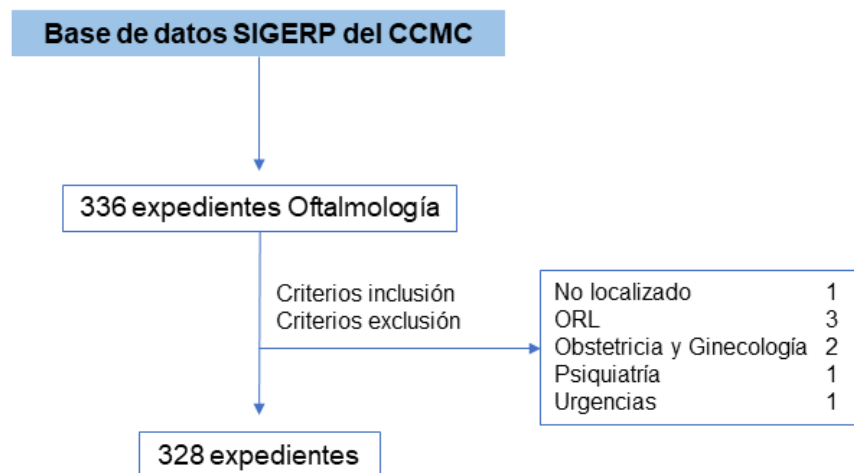 Base de datos SIGERP del CCMC
336 expedientes Oftalmología
Criterios inclusión
Criterios exclusión
No localizado 1
ORL 3
Obstetricia y Ginecología 2
Psiquiatría 1
Urgencias 1
328 expedientes